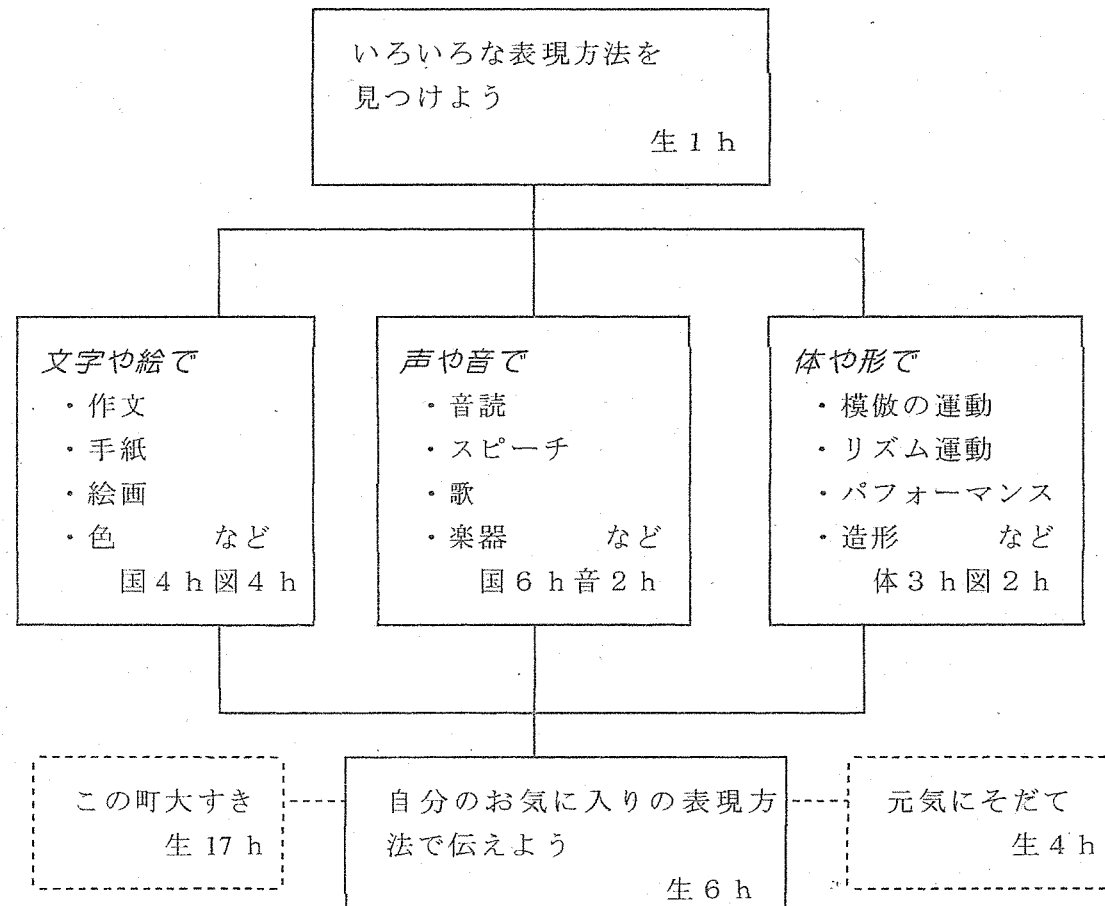 いろいろな表現方法を
見つけよう
生1h
文字や絵で
・作文
・手紙
・絵画
・色 など
国4h図4h
声や音で
・音読
・スピーチ
・歌
・楽器 など
国6h音2h
体や形で
・模倣の運動
・リズム運動
・パフォーマンス
・造形 など
体3h図2h
この町大すき
生17h
自分のお気に入りの表現方
法で伝えよう
生6h
元気にそだて
生4h